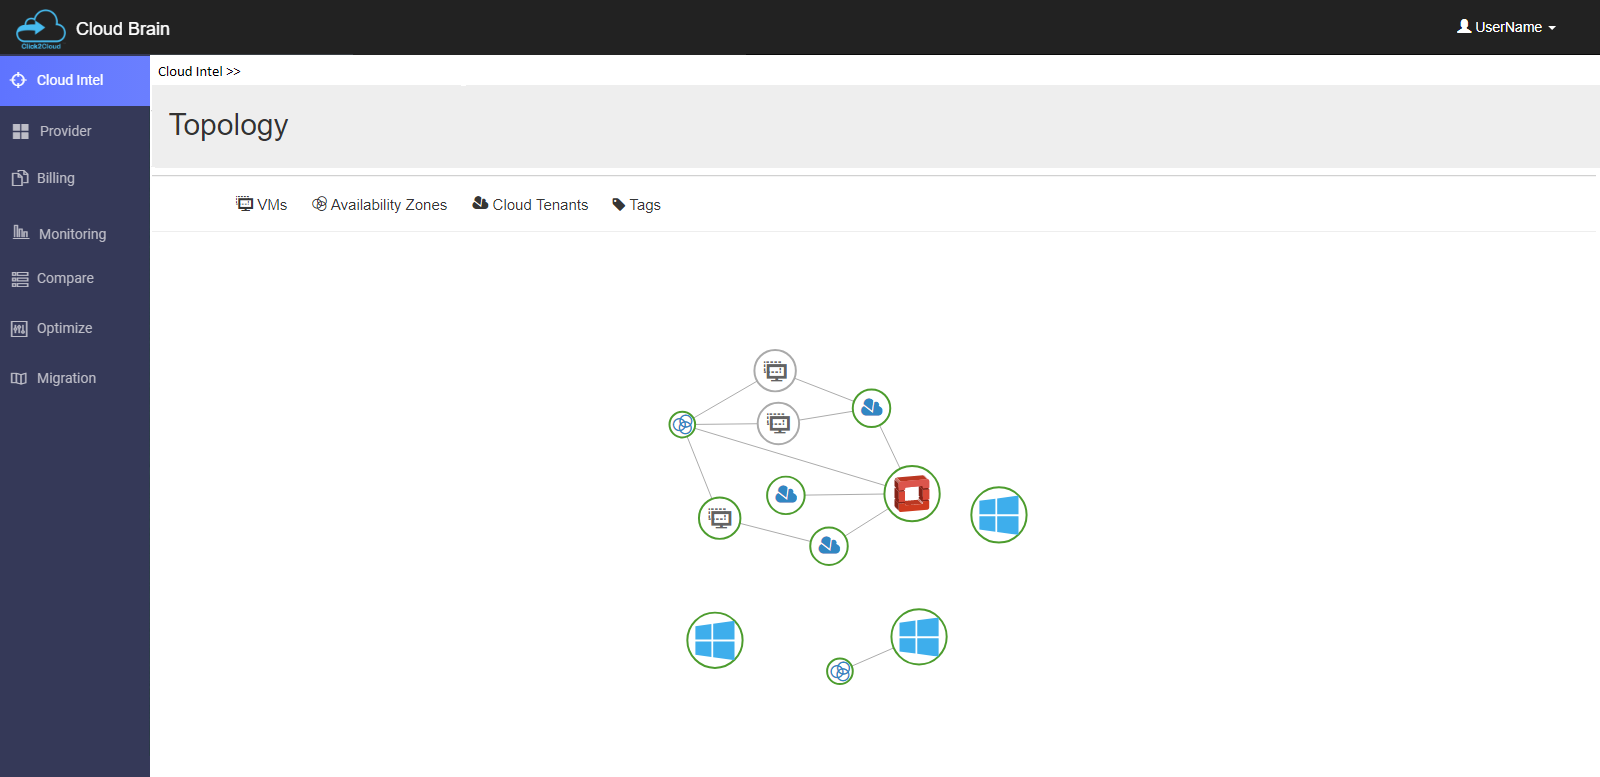 Click2Cloud
Cloud Brain
UserName
Cloud Intel
Provider
Billing
Monitoring
Compare
Optimize
Migration
Cloud Intel >>
Topology
VMs Availability Zones Cloud Tenants Tags